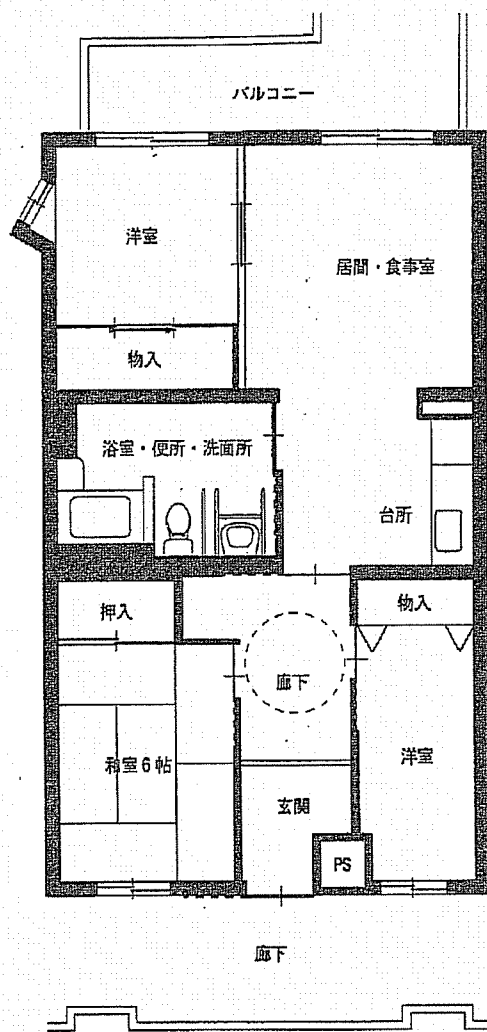 バルコニー
洋室
居間・食事室
物入
浴室・便所・洗面所
台所
押入
物入
廊下
洋室
和室6帖
玄関
PS
廊下